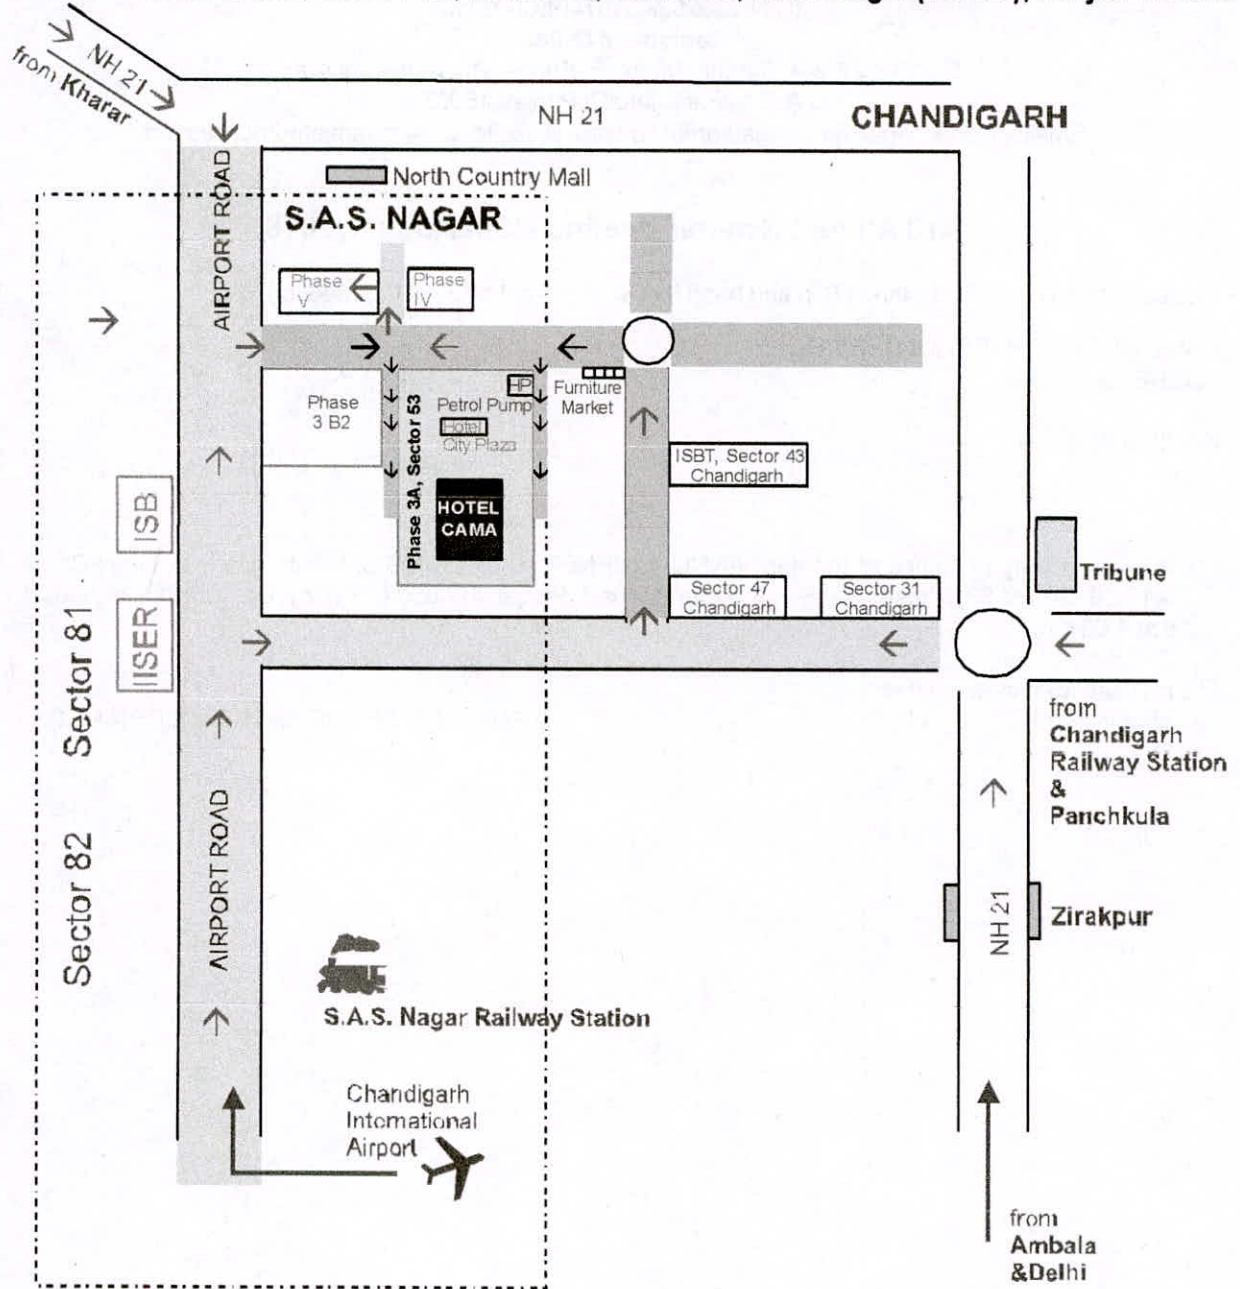 NH 21
from Kharar
NH 21
CHANDIGARH
AIRPORT ROAD
North Country Mall
S.A.S. NAGAR
Phase
V
Phase
IV
Phase
3 B2
Phase 3A, Sector 53
HP
Petrol Pump
Hotel
City Plaza
HOTEL
CAMA
Furniture
Market
ISBT, Sector 43
Chandigarh
ISB
IISER
Sector 81
Sector 82
Sector 47
Chandigarh
Sector 31
Chandigarh
Tribune
from
Chandigarh
Railway Station
&
Panchkula
AIRPORT ROAD
NH 21
Zirakpur
S.A.S. Nagar Railway Station
Chandigarh
International
Airport
from
Ambala
&Delhi